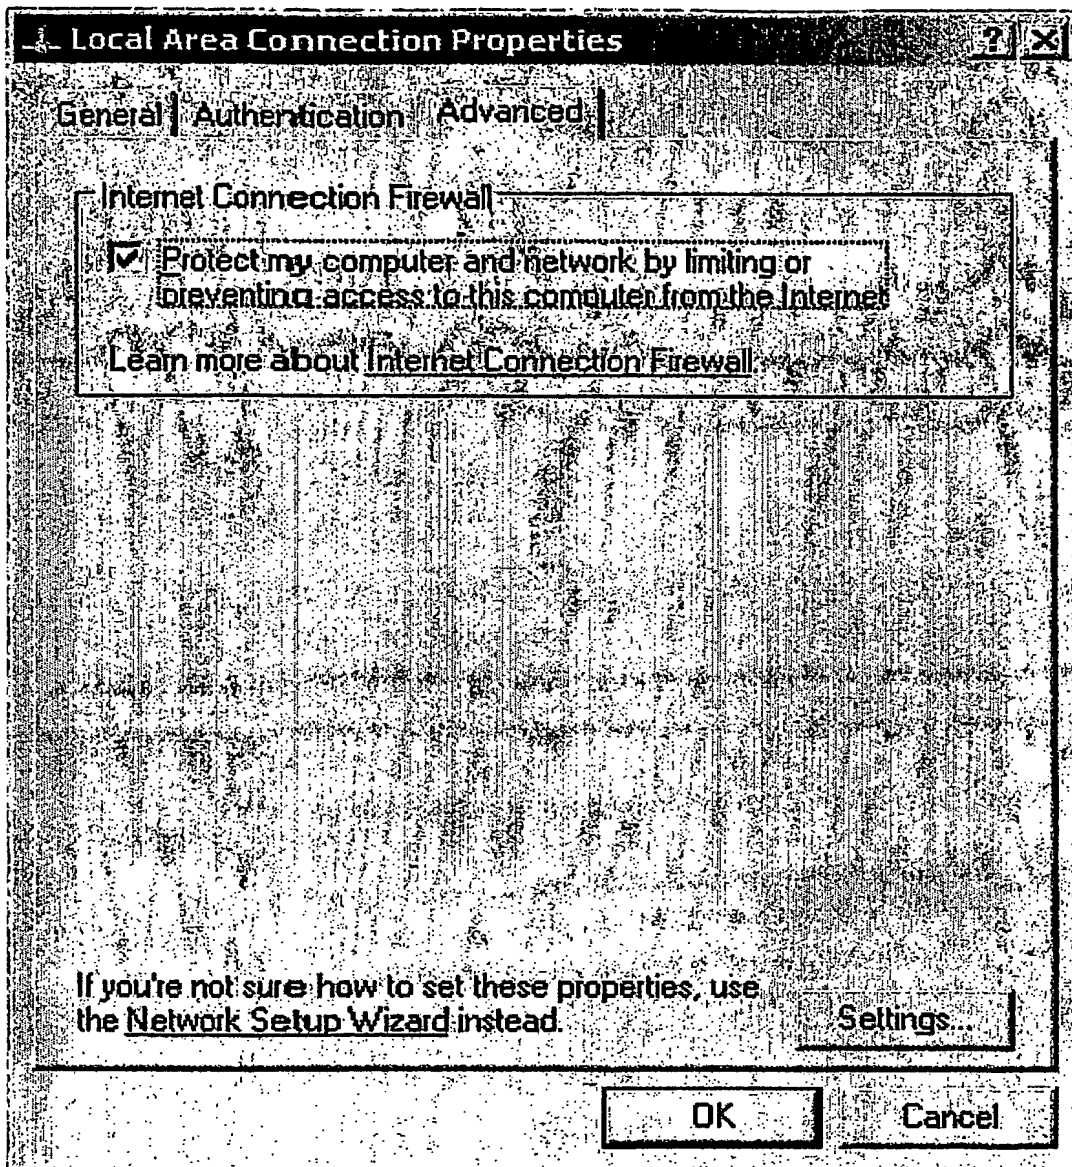 Local Area Connection Properties
? X
General Authentication Advanced
Internet Connection Firewall
Protect my computer and network by limiting or
preventing access to this computer from the Internet
Learn more about Internet Connection Firewall.
If you're not sure how to set these properties, use
the Network Setup Wizard instead.
Settings...
OK Cancel